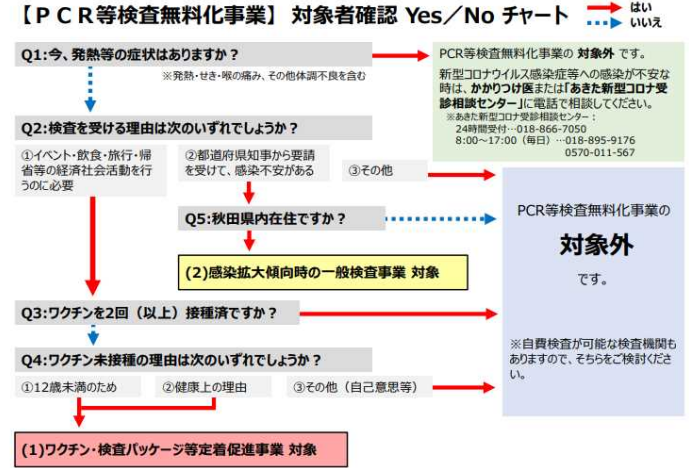 【ＰＣＲ等検査無料化事業】 対象者確認 Yes／No チャート
はい
いいえ
Q1:今、発熱等の症状はありますか？
※発熱・せき・喉の痛み、その他体調不良を含む
PCR等検査無料化事業の 対象外 です。
新型コロナウイルス感染症等への感染が不安な
時は、かかりつけ医または「あきた新型コロナ受
診相談センター」に電話で相談してください。
※あきた新型コロナ受診相談センター：
24時間受付…018-866-7050
8:00～17:00（毎日）…018-895-9176
0570-011-567
Q2:検査を受ける理由は次のいずれでしょうか？
①イベント・飲食・旅行・帰
省等の経済社会活動を行
うのに必要
②都道府県知事から要請
を受けて、感染不安がある
③その他
Q5:秋田県内在住ですか？
(2)感染拡大傾向時の一般検査事業 対象
PCR等検査無料化事業の
対象外
です。
※自費検査が可能な検査機関も
ありますので、そちらをご検討くださ
い。
Q3:ワクチンを2回（以上）接種済ですか？
Q4:ワクチン未接種の理由は次のいずれでしょうか？
①12歳未満のため
②健康上の理由
③その他（自己意思等）
(1)ワクチン・検査パッケージ等定着促進事業 対象